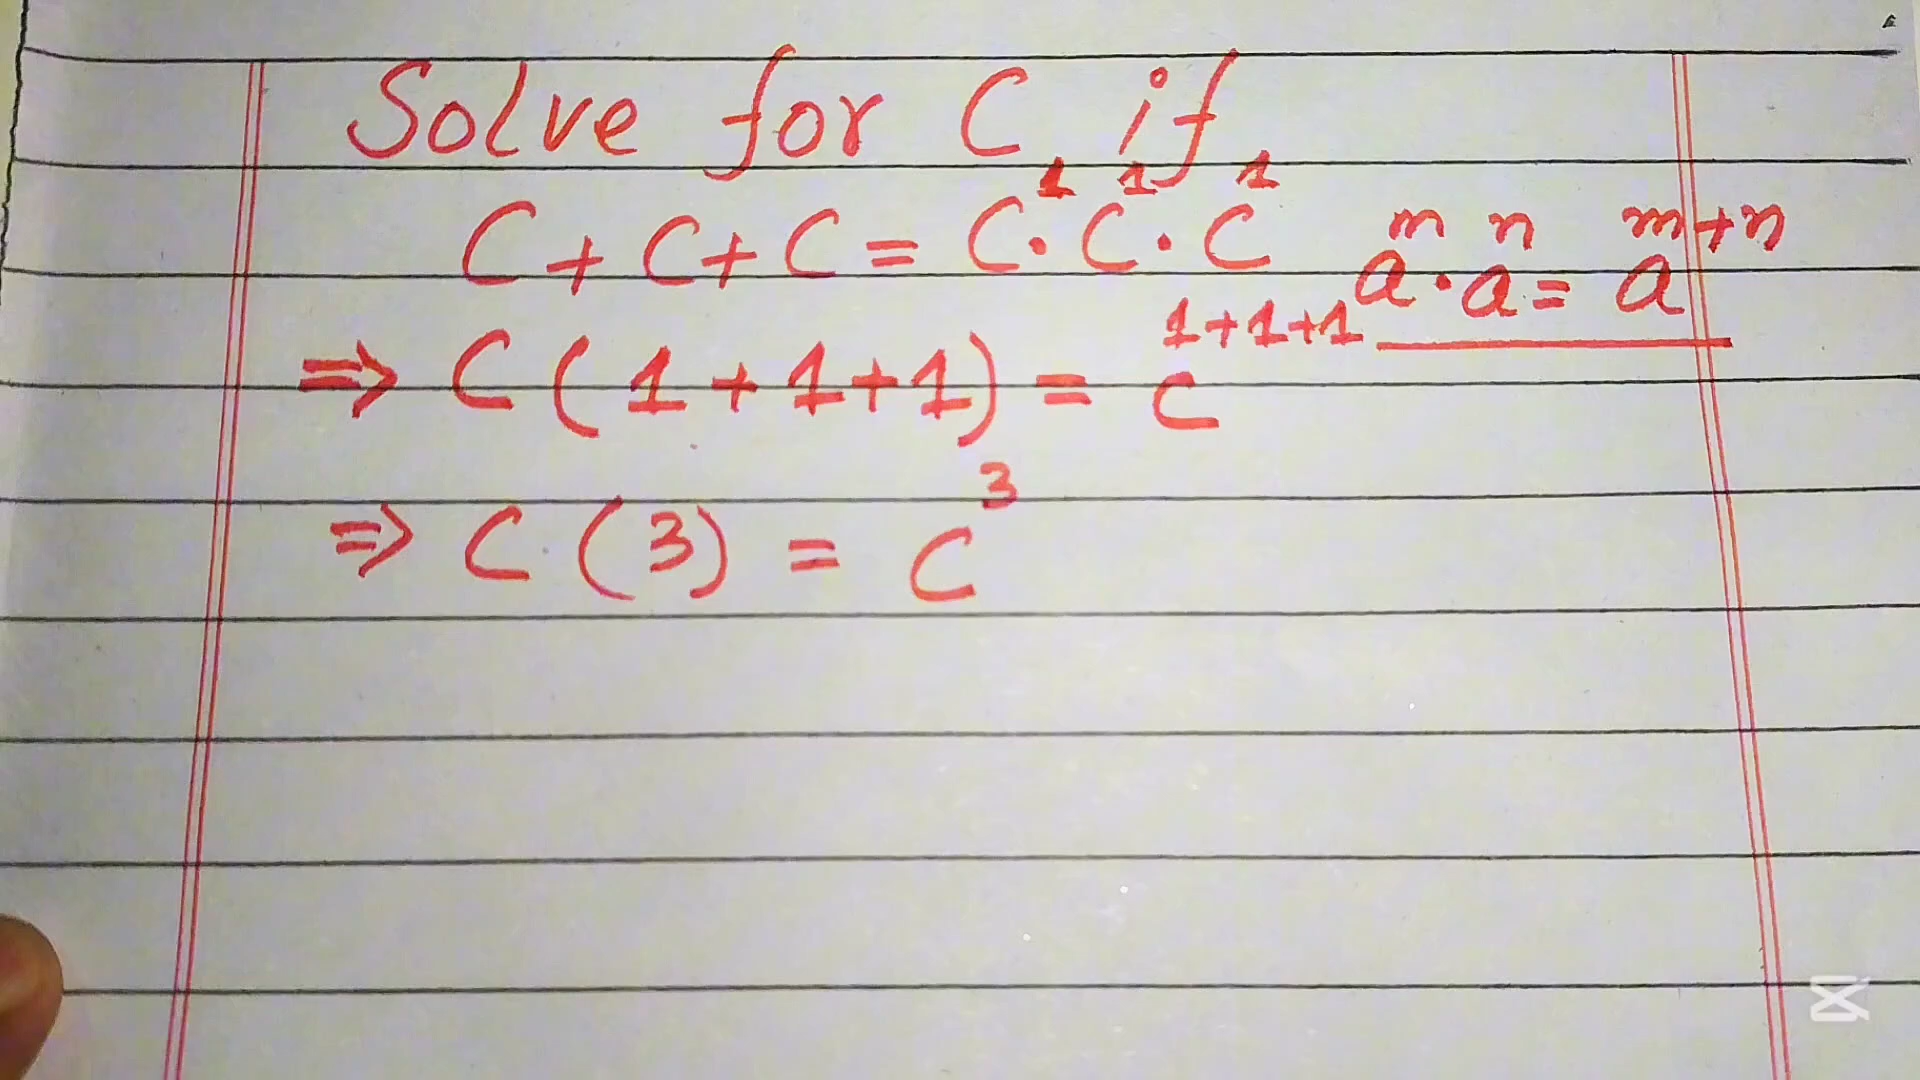 Solve for C, if
C + C + C = C¹·C¹·C¹
aᵐ·aⁿ = aᵐ⁺ⁿ
⇒ C (1 + 1 + 1) = C¹⁺¹⁺¹
⇒ C (3) = C³